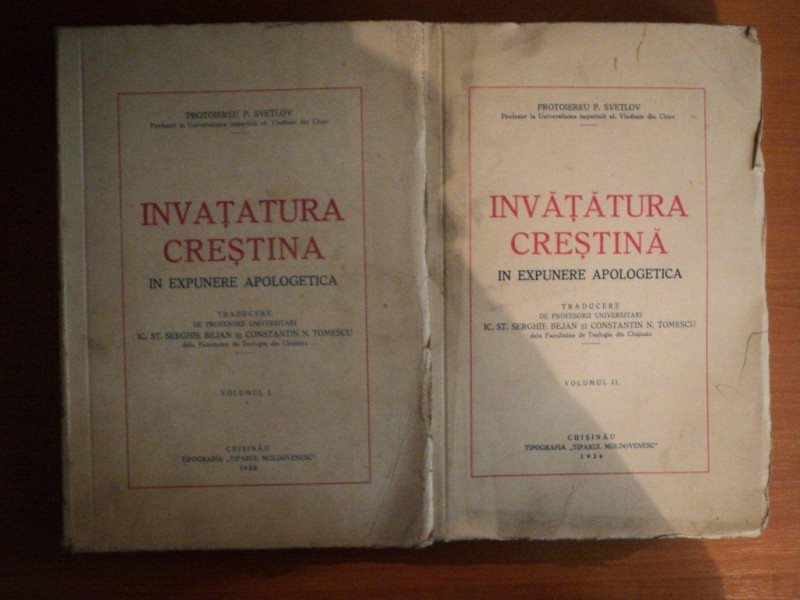 PROTOIEREU P. SVETLOV
Profesor la Universitatea imperială sf. Vladimir din Chiev
INVAȚATURA
CREȘTINA
IN EXPUNERE APOLOGETICA
TRADUCERE
DE PROFESORII UNIVERSITARI
IC. ST. SERGHIE BEJAN ȘI CONSTANTIN N. TOMESCU
dela Facultatea de Teologie din Chișinău
VOLUMUL I.
CHIȘINĂU
TIPOGRAFIA „TIPARUL MOLDOVENESC"
PROTOIEREU P. SVETLOV
Profesor la Universitatea imperială sf. Vladimir din Chiev
INVĂȚĂTURA
CREȘTINĂ
IN EXPUNERE APOLOGETICA
TRADUCERE
DE PROFESORII UNIVERSITARI
IC. ST. SERGHIE BEJAN ȘI CONSTANTIN N. TOMESCU
dela Facultatea de Teologie din Chișinău
VOLUMUL II.
CHIȘINĂU
TIPOGRAFIA „TIPARUL MOLDOVENESC"
1936